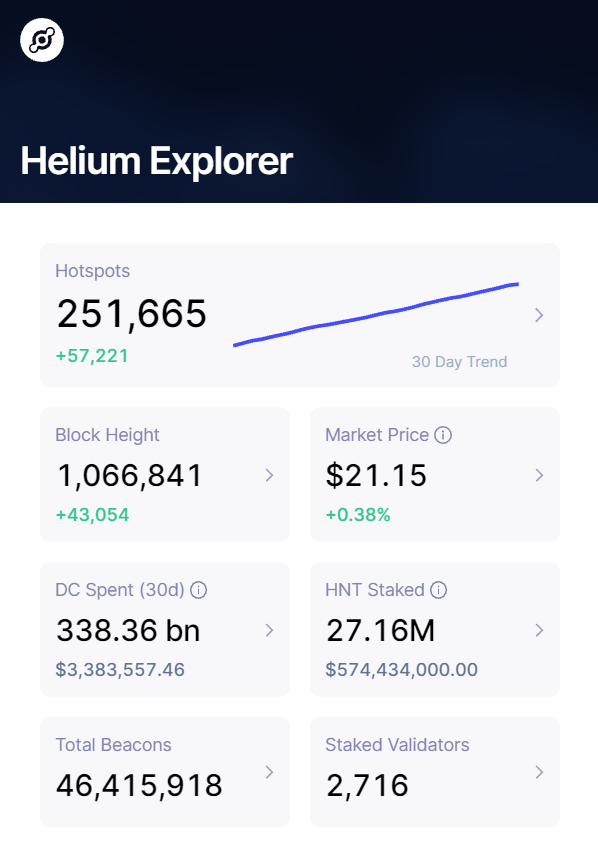 Helium Explorer
Hotspots
251,665
+57,221
30 Day Trend
Block Height
1,066,841
+43,054
Market Price
$21.15
+0.38%
DC Spent (30d)
338.36 bn
$3,383,557.46
HNT Staked
27.16M
$574,434,000.00
Total Beacons
46,415,918
Staked Validators
2,716